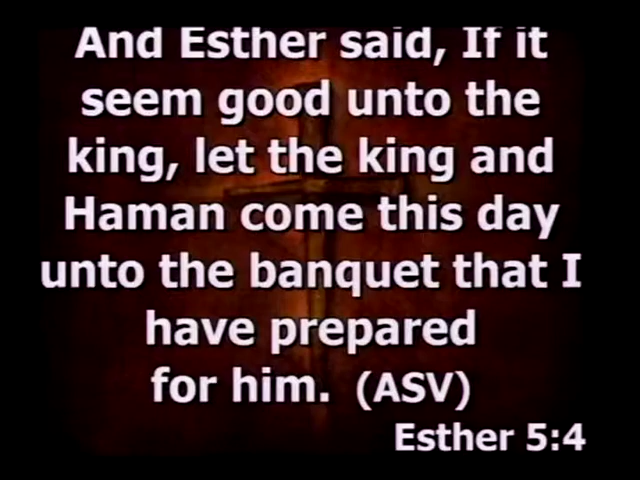 And Esther said, If it
seem good unto the
king, let the king and
Haman come this day
unto the banquet that I
have prepared
for him.  (ASV)
Esther 5:4